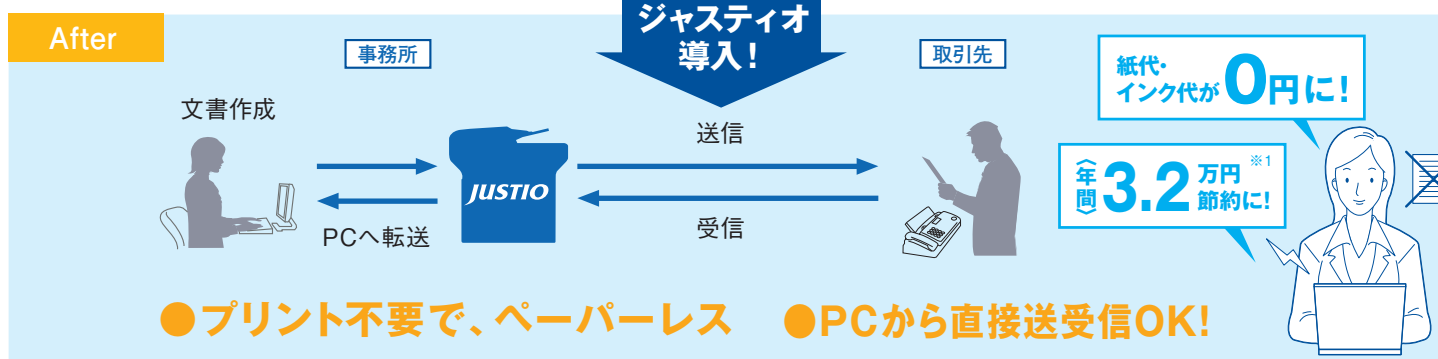 After
ジャスティオ
導入！
事務所
取引先
文書作成
JUSTIO
送信
受信
PCへ転送
紙代・
インク代が0円に！
〈年間〉3.2万円※1
節約に！
●プリント不要で、ペーパーレス
●PCから直接送受信OK！